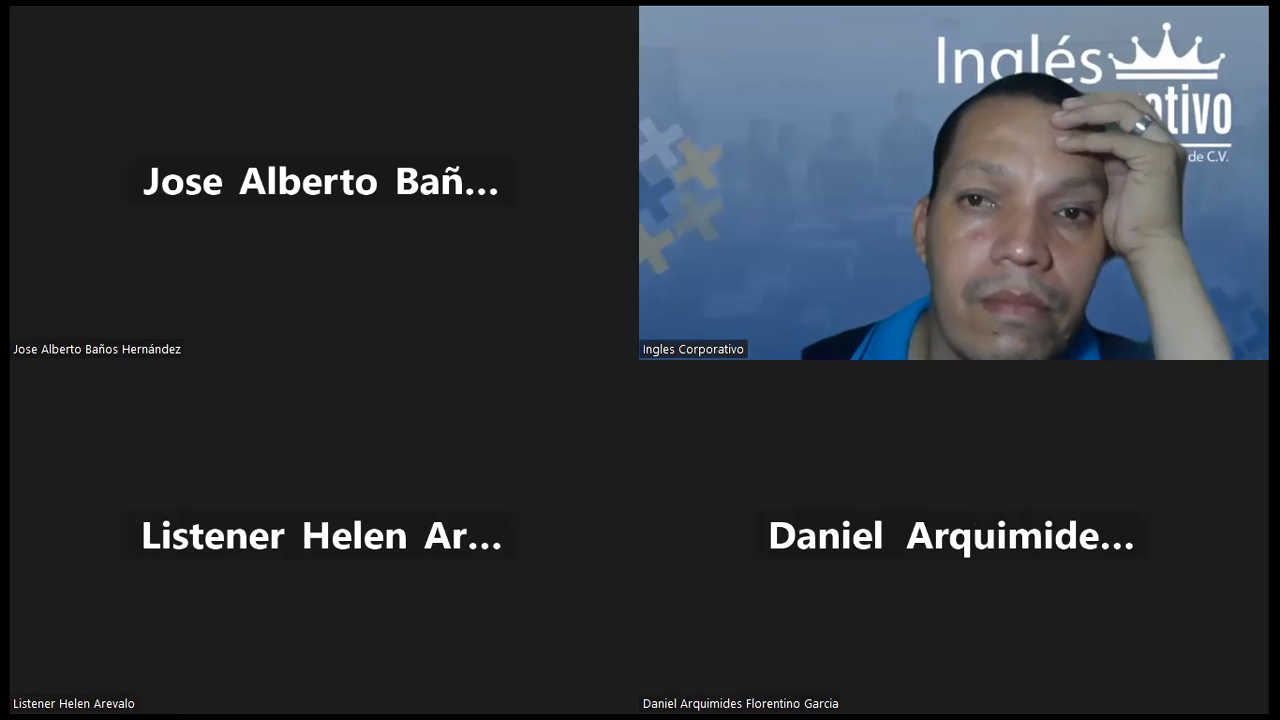 Jose Alberto Bañ...
Jose Alberto Baños Hernández
Inglés
ativo
de C.V.
Ingles Corporativo
Listener Helen Ar...
Listener Helen Arevalo
Daniel Arquimide...
Daniel Arquimides Florentino Garcia